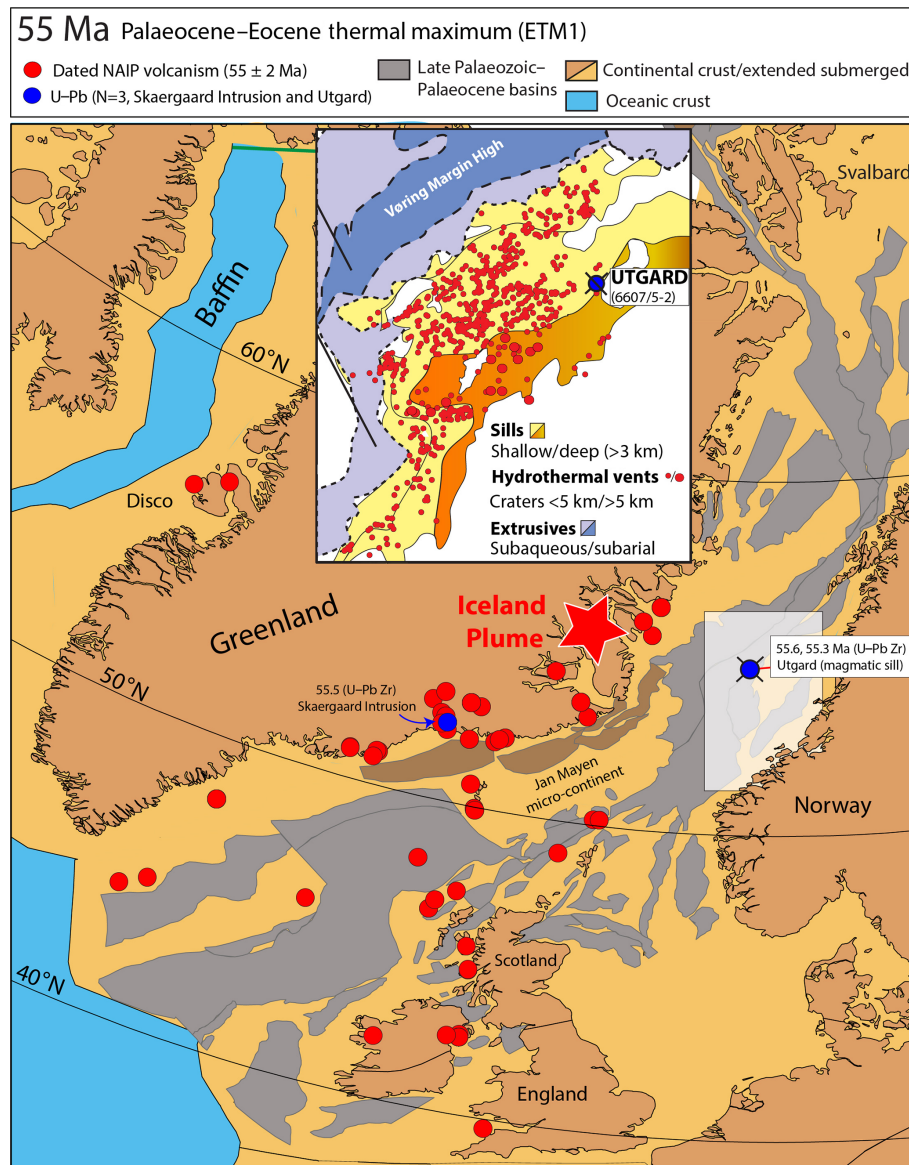 55 Ma Palaeocene–Eocene thermal maximum (ETM1)
Dated NAIP volcanism (55 ± 2 Ma)
U–Pb (N=3, Skaergaard Intrusion and Utgard)
Late Palaeozoic–
Palaeocene basins
Continental crust/extended submerged
Oceanic crust
Svalbard
Vøring Margin High
UTGARD
(6607/5-2)
Baffin
60°N
Sills
Shallow/deep (>3 km)
Hydrothermal vents
Craters <5 km/>5 km
Extrusives
Subaqueous/subarial
Disco
Greenland
Iceland
Plume
50°N
55.5 (U–Pb Zr)
Skaergaard Intrusion
55.6, 55.3 Ma (U–Pb Zr)
Utgard (magmatic sill)
Jan Mayen
micro-continent
Norway
Scotland
40°N
England